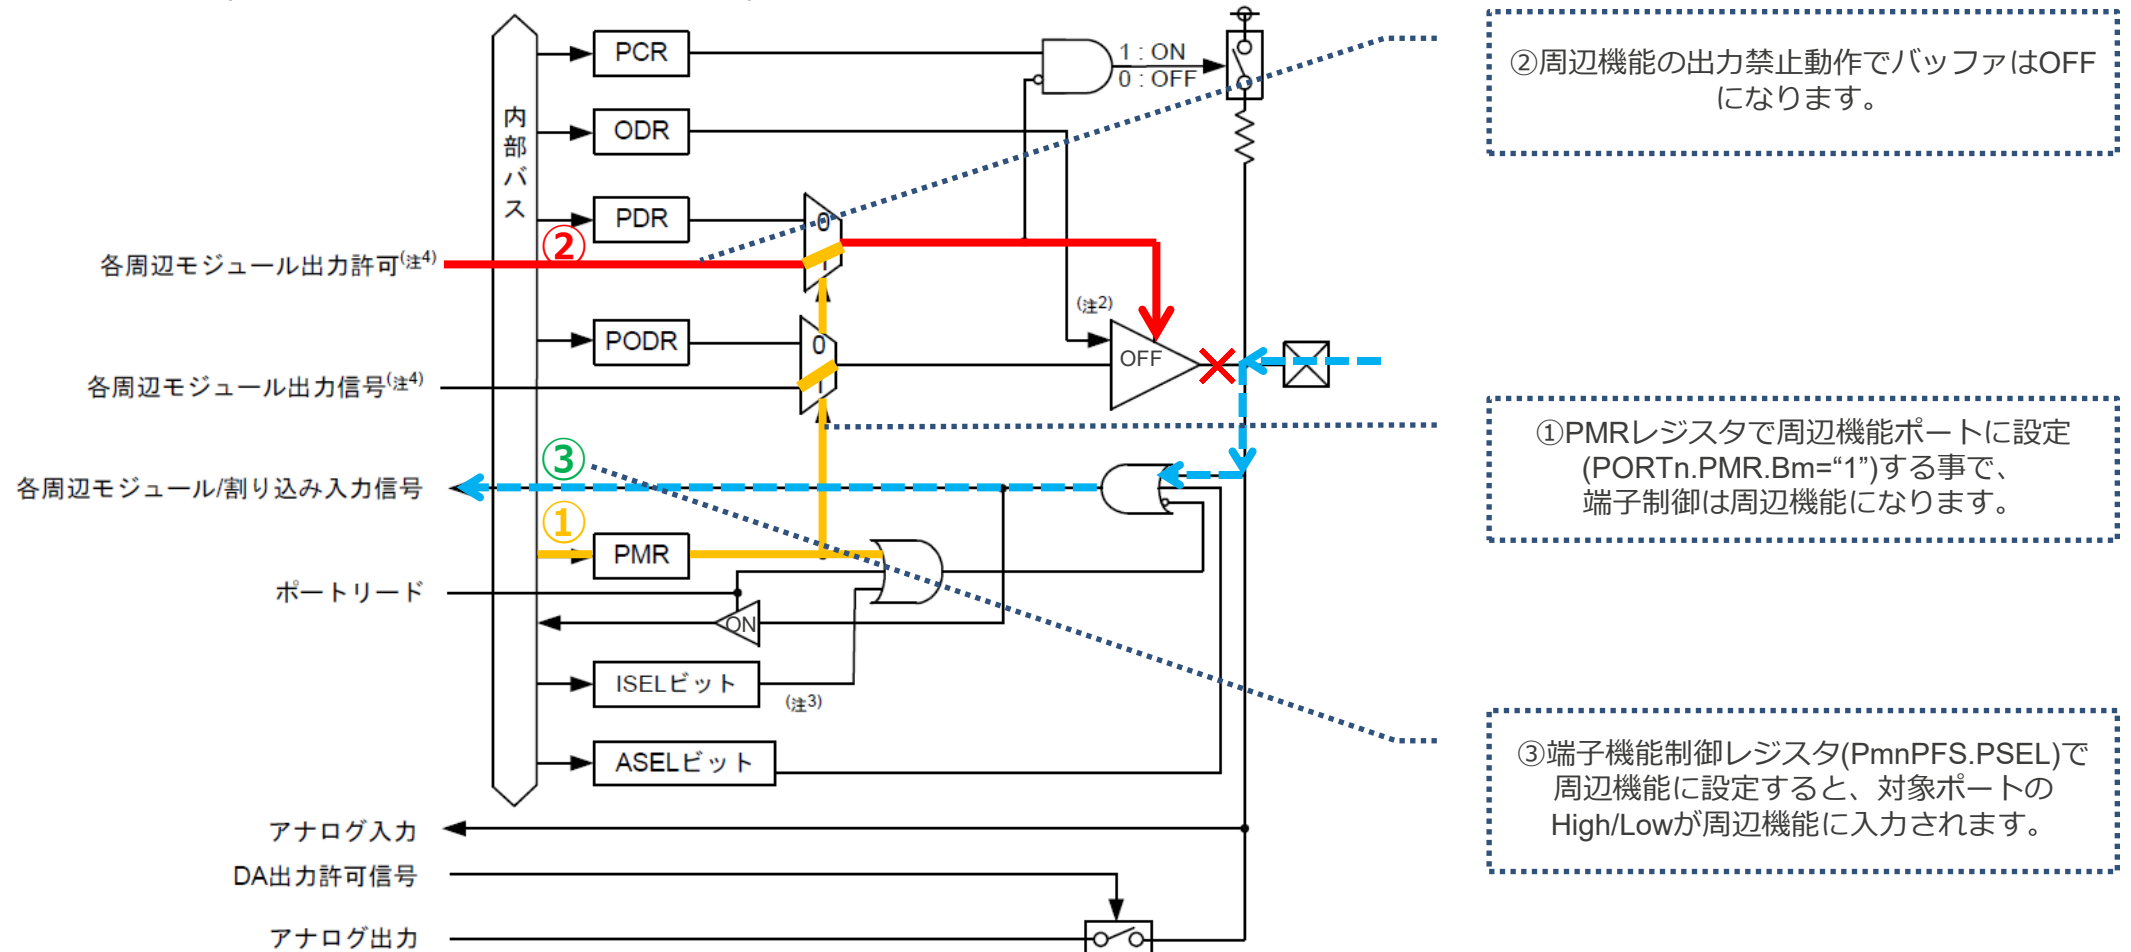 PCR
1 : ON
0 : OFF
②周辺機能の出力禁止動作でバッファはOFF
になります。
内部バス
ODR
PDR
0
②
各周辺モジュール出力許可(注4)
1
(注2)
PODR
0
OFF
各周辺モジュール出力信号(注4)
1
①PMRレジスタで周辺機能ポートに設定
(PORTn.PMR.Bm=“1”)する事で、
端子制御は周辺機能になります。
③
各周辺モジュール/割り込み入力信号
①
PMR
ポートリード
ON
ISELビット
(注3)
ASELビット
③端子機能制御レジスタ(PmnPFS.PSEL)で
周辺機能に設定すると、対象ポートの
High/Lowが周辺機能に入力されます。
アナログ入力
DA出力許可信号
アナログ出力